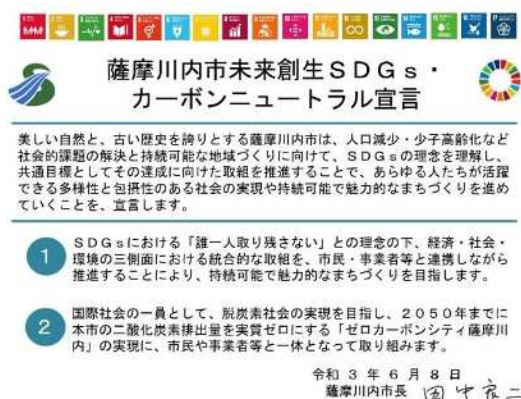 薩摩川内市未来創生ＳＤＧｓ・
カーボンニュートラル宣言
美しい自然と、古い歴史を誇りとする薩摩川内市は、人口減少・少子高齢化など
社会的課題の解決と持続可能な地域づくりに向けて、ＳＤＧｓの理念を理解し、
共通目標としてその達成に向けた取組を推進することで、あらゆる人たちが活躍
できる多様性と包摂性のある社会の実現や持続可能で魅力的なまちづくりを進め
ていくことを、宣言します。
1
ＳＤＧｓにおける「誰一人取り残さない」との理念の下、経済・社会・
環境の三側面における統合的な取組を、市民・事業者等と連携しながら
推進することにより、持続可能で魅力的なまちづくりを目指します。
2
国際社会の一員として、脱炭素社会の実現を目指し、２０５０年までに
本市の二酸化炭素排出量を実質ゼロにする「ゼロカーボンシティ薩摩川
内」の実現に、市民や事業者等と一体となって取り組みます。
令和３年６月８日
薩摩川内市長 田中良二